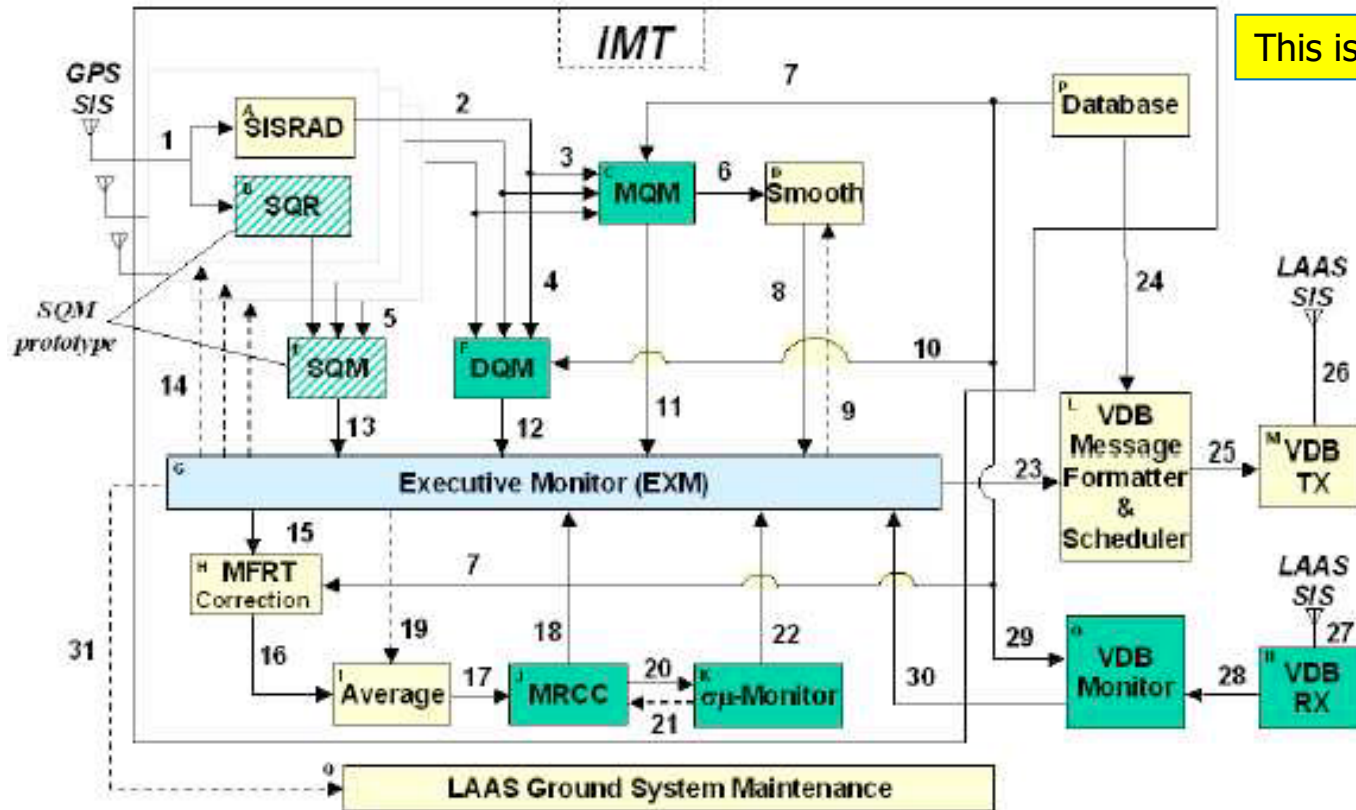 IMT
This is
GPS
SIS
1
A
SISRAD
2
7
P
Database
B
SQR
3
C
MQM
6
D
Smooth
SQM
prototype
5
4
8
24
LAAS
SIS
E
SQM
F
DQM
10
14
13
12
11
9
26
L
VDB
Message
Formatter
&
Scheduler
25
M
VDB
TX
G
Executive Monitor (EXM)
23
15
H
MFRT
Correction
7
LAAS
SIS
31
16
19
18
22
29
27
I
Average
17
J
MRCC
20
21
K
σμ-Monitor
30
VDB
Monitor
28
VDB
RX
LAAS Ground System Maintenance